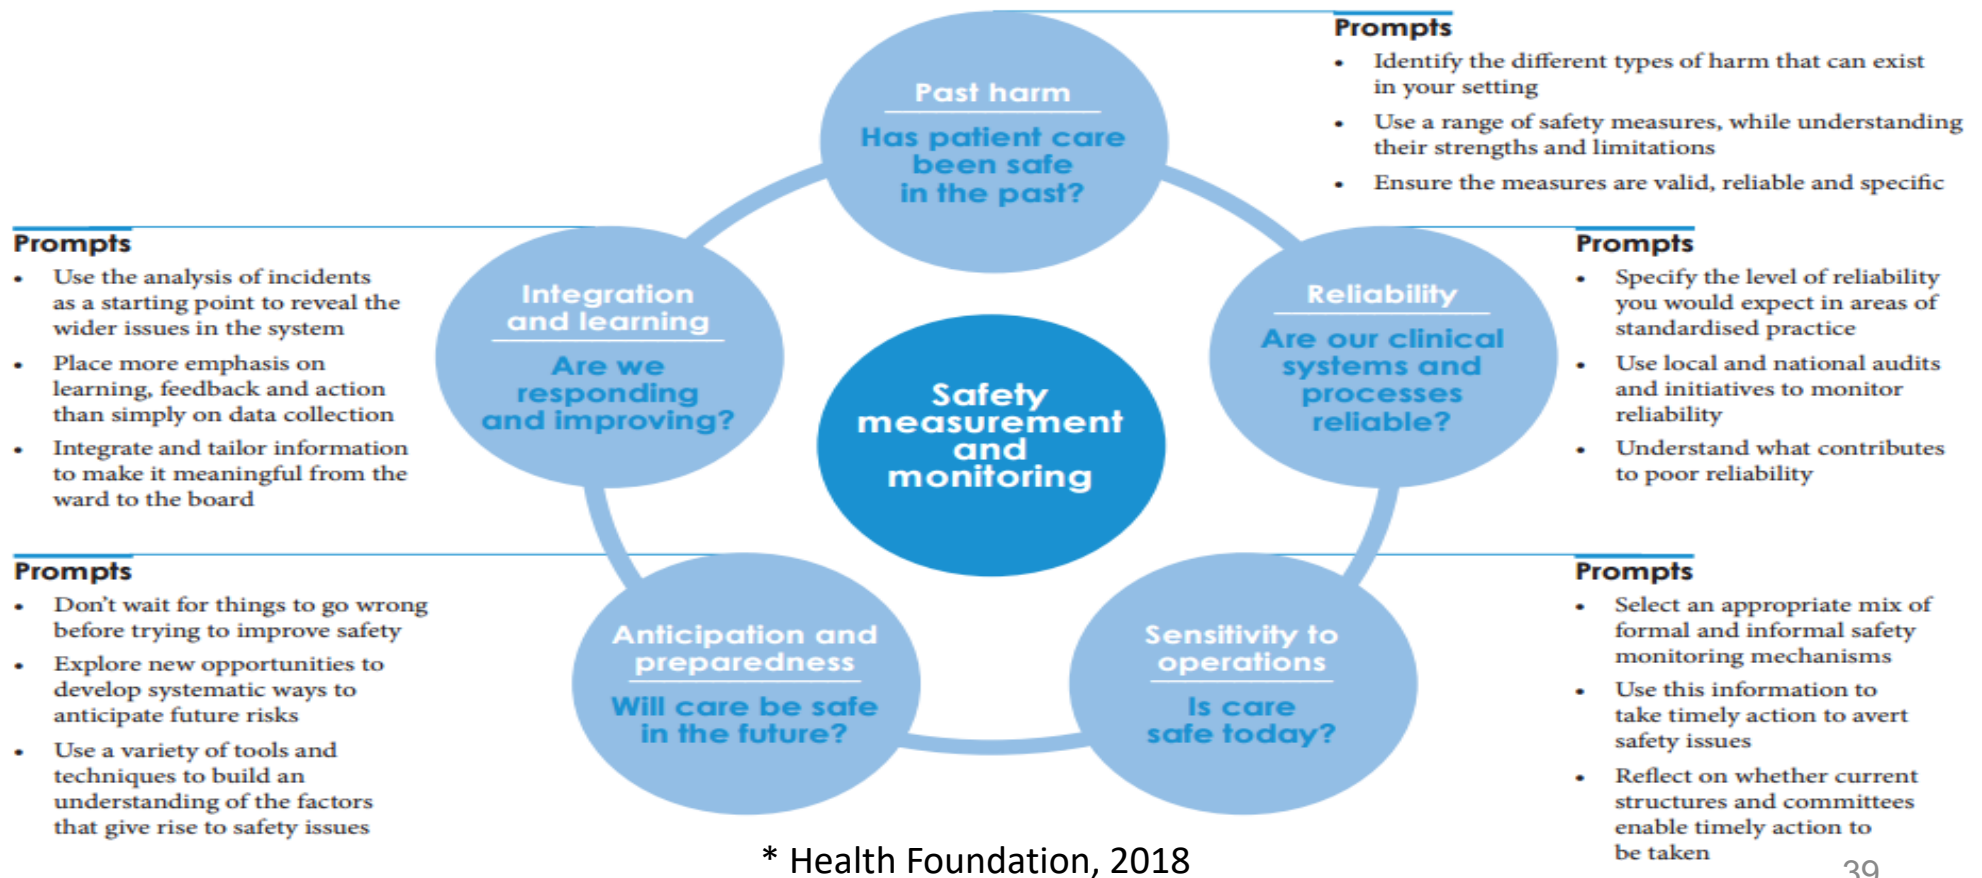 Past harm
Has patient care
been safe
in the past?
Prompts
• Identify the different types of harm that can exist
in your setting
• Use a range of safety measures, while understanding
their strengths and limitations
• Ensure the measures are valid, reliable and specific
Reliability
Are our clinical
systems and
processes
reliable?
Prompts
• Specify the level of reliability
you would expect in areas of
standardised practice
• Use local and national audits
and initiatives to monitor
reliability
• Understand what contributes
to poor reliability
Sensitivity to
operations
Is care
safe today?
Prompts
• Select an appropriate mix of
formal and informal safety
monitoring mechanisms
• Use this information to
take timely action to avert
safety issues
• Reflect on whether current
structures and committees
enable timely action to
be taken
Anticipation and
preparedness
Will care be safe
in the future?
Prompts
• Don't wait for things to go wrong
before trying to improve safety
• Explore new opportunities to
develop systematic ways to
anticipate future risks
• Use a variety of tools and
techniques to build an
understanding of the factors
that give rise to safety issues
Integration
and learning
Are we
responding
and improving?
Prompts
• Use the analysis of incidents
as a starting point to reveal the
wider issues in the system
• Place more emphasis on
learning, feedback and action
than simply on data collection
• Integrate and tailor information
to make it meaningful from the
ward to the board
Safety
measurement
and
monitoring
* Health Foundation, 2018
39